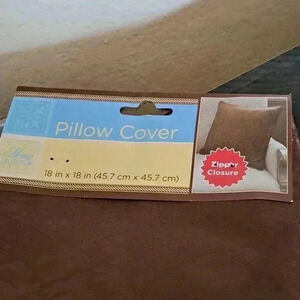 Pillow Cover
18 in x 18 in (45.7 cm x 45.7 cm)
Zipper
Closure